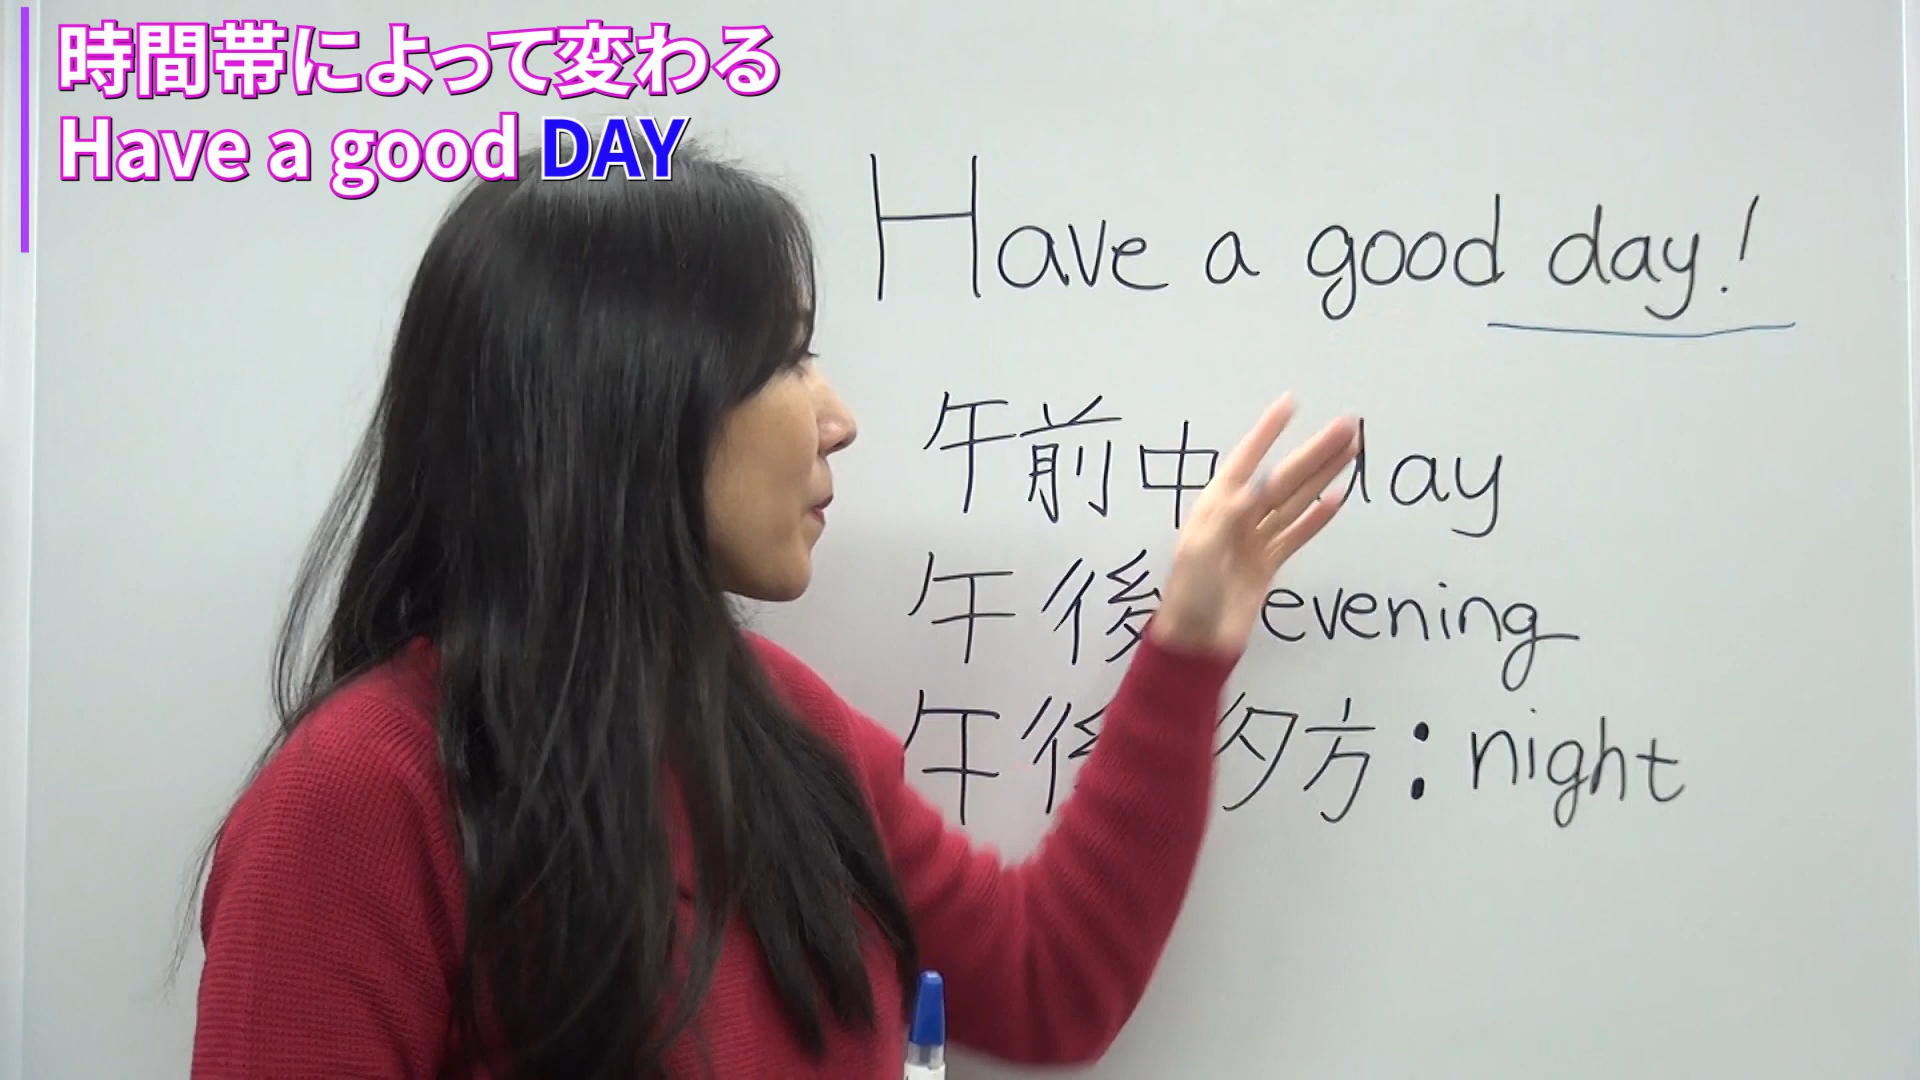 時間帯によって変わる
Have a good DAY
Have a good day!
午前中 day
午後 evening
午後 夕方:night